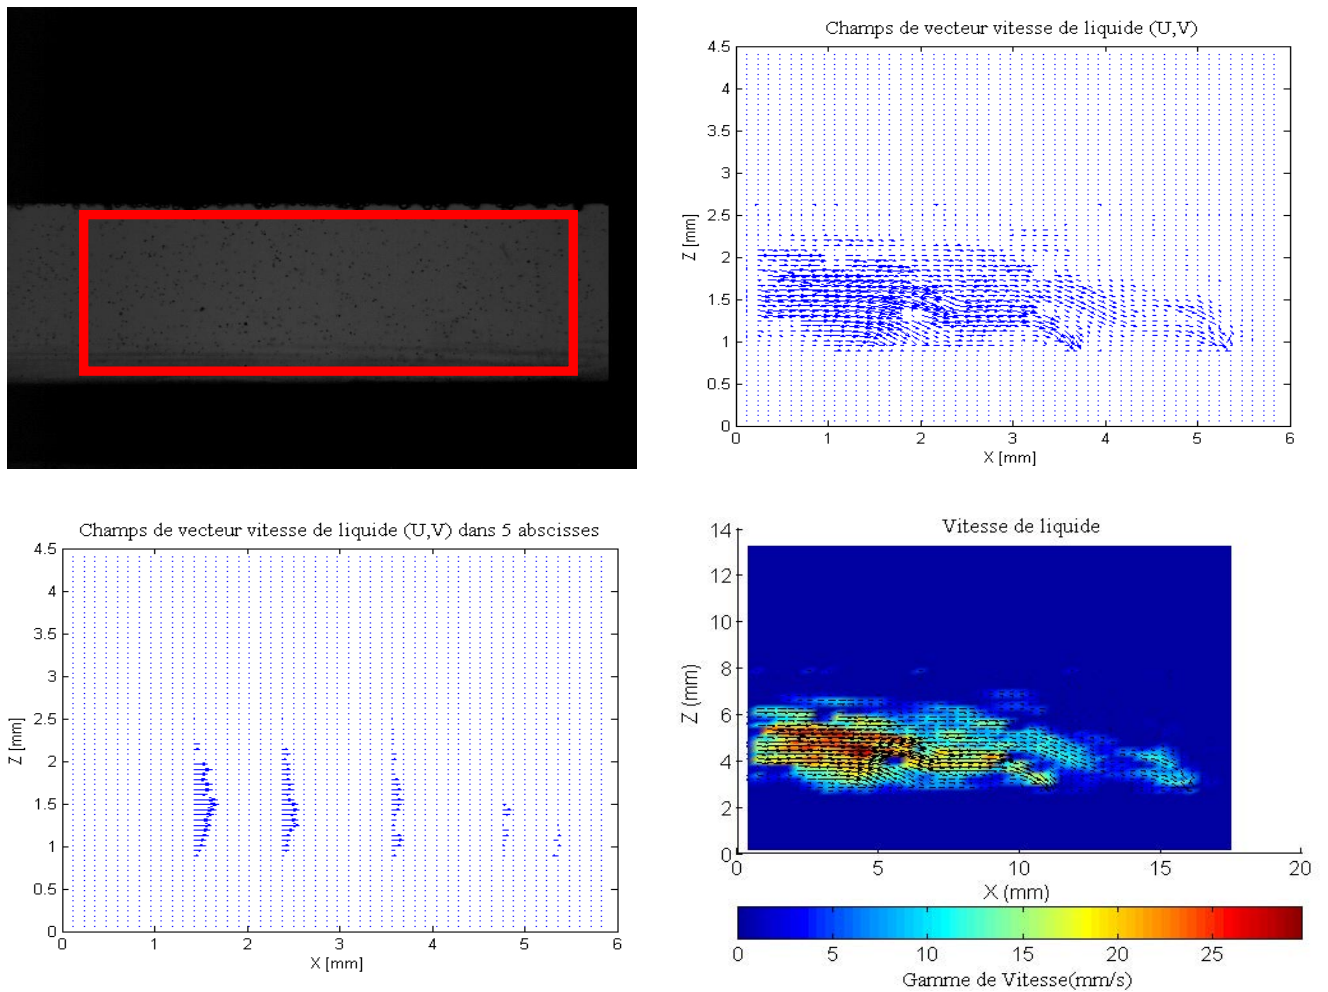 Champs de vecteur vitesse de liquide (U,V)
4.5
4
3.5
3
2.5
2
1.5
1
0.5
0
Z [mm]
0 1 2 3 4 5 6
X [mm]
Champs de vecteur vitesse de liquide (U,V) dans 5 abscisses
4.5
4
3.5
3
2.5
2
1.5
1
0.5
0
Z [mm]
0 1 2 3 4 5 6
X [mm]
Vitesse de liquide
14
12
10
8
6
4
2
0
Z (mm)
0 5 10 15 20
X (mm)
0 5 10 15 20 25
Gamme de Vitesse(mm/s)